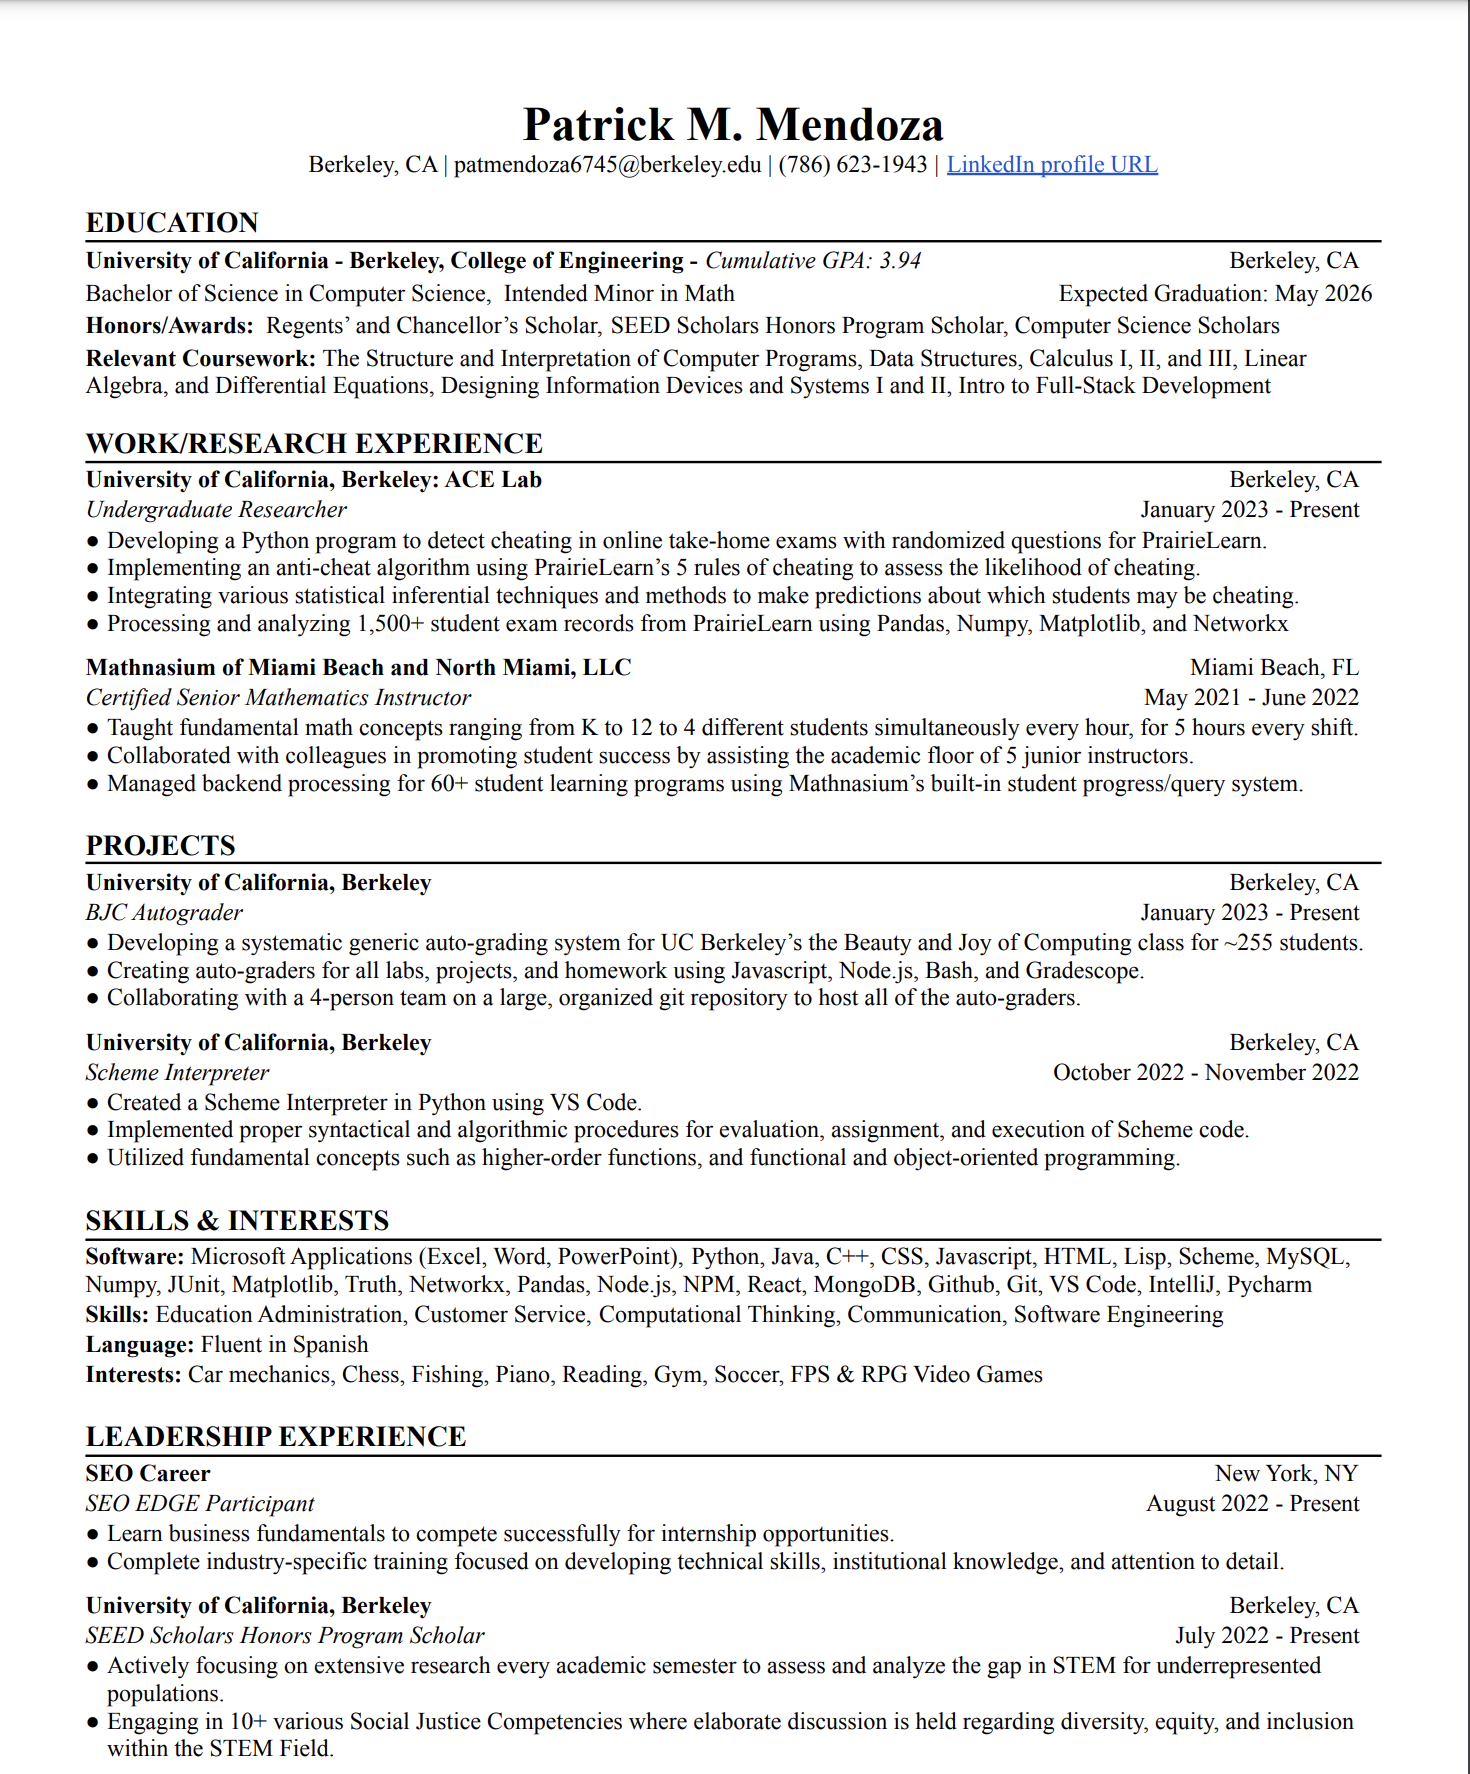 Patrick M. Mendoza
Berkeley, CA | patmendoza6745@berkeley.edu | (786) 623-1943 | LinkedIn profile URL
EDUCATION
University of California - Berkeley, College of Engineering - Cumulative GPA: 3.94 Berkeley, CA
Bachelor of Science in Computer Science, Intended Minor in Math Expected Graduation: May 2026
Honors/Awards: Regents’ and Chancellor’s Scholar, SEED Scholars Honors Program Scholar, Computer Science Scholars
Relevant Coursework: The Structure and Interpretation of Computer Programs, Data Structures, Calculus I, II, and III, Linear
Algebra, and Differential Equations, Designing Information Devices and Systems I and II, Intro to Full-Stack Development
WORK/RESEARCH EXPERIENCE
University of California, Berkeley: ACE Lab Berkeley, CA
Undergraduate Researcher January 2023 - Present
● Developing a Python program to detect cheating in online take-home exams with randomized questions for PrairieLearn.
● Implementing an anti-cheat algorithm using PrairieLearn’s 5 rules of cheating to assess the likelihood of cheating.
● Integrating various statistical inferential techniques and methods to make predictions about which students may be cheating.
● Processing and analyzing 1,500+ student exam records from PrairieLearn using Pandas, Numpy, Matplotlib, and Networkx
Mathnasium of Miami Beach and North Miami, LLC Miami Beach, FL
Certified Senior Mathematics Instructor May 2021 - June 2022
● Taught fundamental math concepts ranging from K to 12 to 4 different students simultaneously every hour, for 5 hours every shift.
● Collaborated with colleagues in promoting student success by assisting the academic floor of 5 junior instructors.
● Managed backend processing for 60+ student learning programs using Mathnasium’s built-in student progress/query system.
PROJECTS
University of California, Berkeley Berkeley, CA
BJC Autograder January 2023 - Present
● Developing a systematic generic auto-grading system for UC Berkeley’s the Beauty and Joy of Computing class for ~255 students.
● Creating auto-graders for all labs, projects, and homework using Javascript, Node.js, Bash, and Gradescope.
● Collaborating with a 4-person team on a large, organized git repository to host all of the auto-graders.
University of California, Berkeley Berkeley, CA
Scheme Interpreter October 2022 - November 2022
● Created a Scheme Interpreter in Python using VS Code.
● Implemented proper syntactical and algorithmic procedures for evaluation, assignment, and execution of Scheme code.
● Utilized fundamental concepts such as higher-order functions, and functional and object-oriented programming.
SKILLS & INTERESTS
Software: Microsoft Applications (Excel, Word, PowerPoint), Python, Java, C++, CSS, Javascript, HTML, Lisp, Scheme, MySQL,
Numpy, JUnit, Matplotlib, Truth, Networkx, Pandas, Node.js, NPM, React, MongoDB, Github, Git, VS Code, IntelliJ, Pycharm
Skills: Education Administration, Customer Service, Computational Thinking, Communication, Software Engineering
Language: Fluent in Spanish
Interests: Car mechanics, Chess, Fishing, Piano, Reading, Gym, Soccer, FPS & RPG Video Games
LEADERSHIP EXPERIENCE
SEO Career New York, NY
SEO EDGE Participant August 2022 - Present
● Learn business fundamentals to compete successfully for internship opportunities.
● Complete industry-specific training focused on developing technical skills, institutional knowledge, and attention to detail.
University of California, Berkeley Berkeley, CA
SEED Scholars Honors Program Scholar July 2022 - Present
● Actively focusing on extensive research every academic semester to assess and analyze the gap in STEM for underrepresented
populations.
● Engaging in 10+ various Social Justice Competencies where elaborate discussion is held regarding diversity, equity, and inclusion
within the STEM Field.